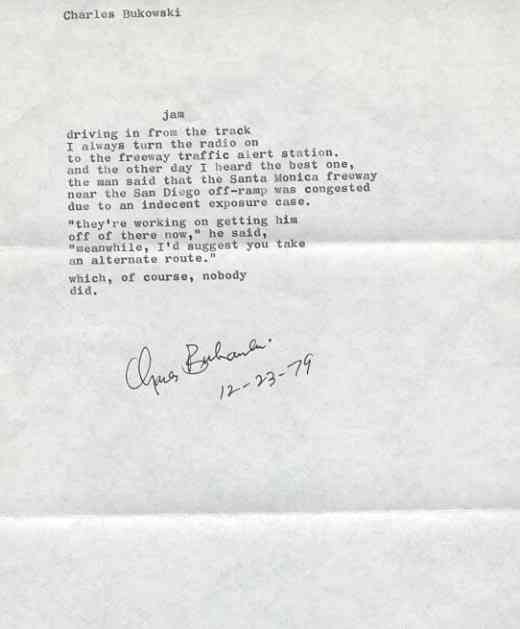 Charles Bukowski
jam
driving in from the track
I always turn the radio on
to the freeway traffic alert station.
and the other day I heard the best one,
the man said that the Santa Monica freeway
near the San Diego off-ramp was congested
due to an indecent exposure case.
"they're working on getting him
off of there now," he said,
"meanwhile, I'd suggest you take
an alternate route."
which, of course, nobody
did.
Charles Bukowski
12-23-79